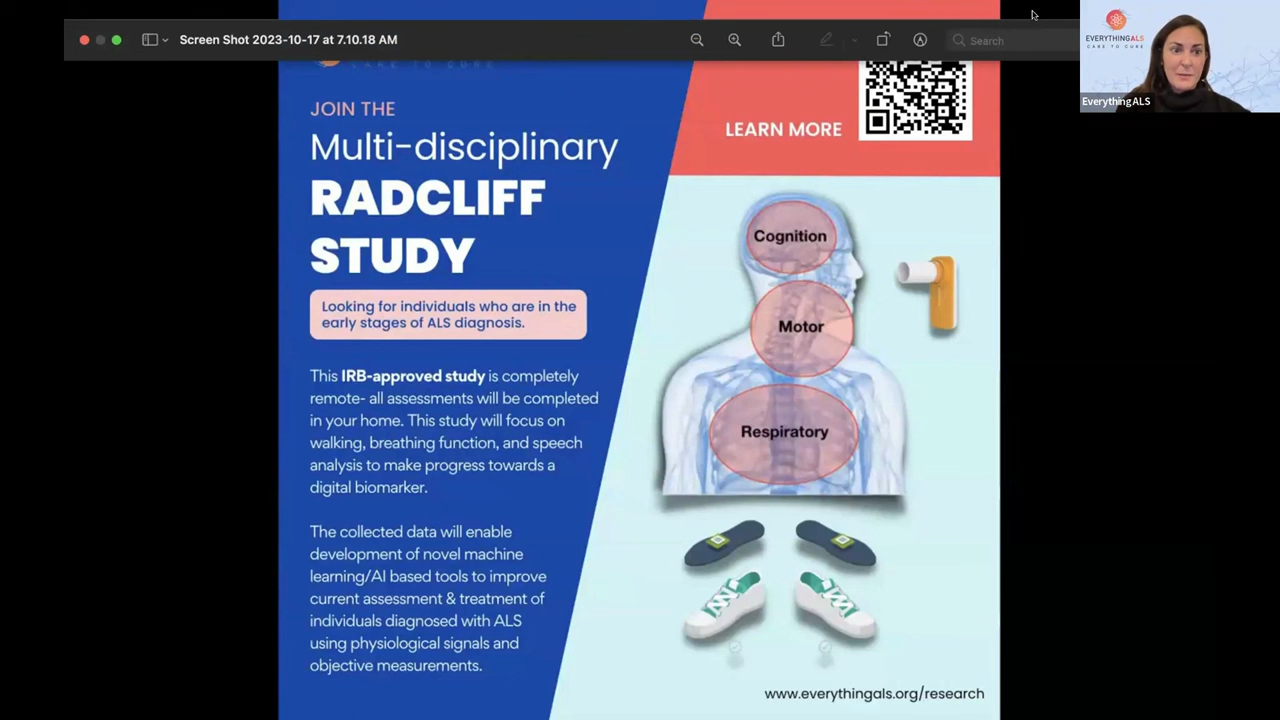 Screen Shot 2023-10-17 at 7.10.18 AM
Search
EVERYTHINGALS
CARE TO CURE
EverythingALS
CARE TO CURE
JOIN THE
Multi-disciplinary
RADCLIFF
STUDY
LEARN MORE
Looking for individuals who are in the
early stages of ALS diagnosis.
This IRB-approved study is completely
remote- all assessments will be completed
in your home. This study will focus on
walking, breathing function, and speech
analysis to make progress towards a
digital biomarker.
The collected data will enable
development of novel machine
learning/AI based tools to improve
current assessment & treatment of
individuals diagnosed with ALS
using physiological signals and
objective measurements.
Cognition
Motor
Respiratory
www.everythingals.org/research